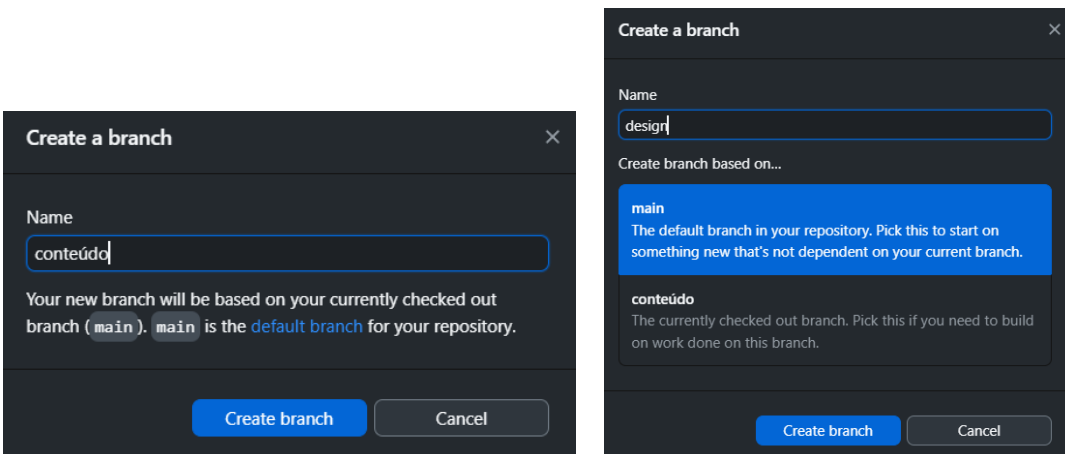 Create a branch
Name
conteúdo
Your new branch will be based on your currently checked out
branch (main). main is the default branch for your repository.
Create branch
Cancel
Create a branch
Name
design
Create branch based on...
main
The default branch in your repository. Pick this to start on
something new that's not dependent on your current branch.
conteúdo
The currently checked out branch. Pick this if you need to build
on work done on this branch.
Create branch
Cancel